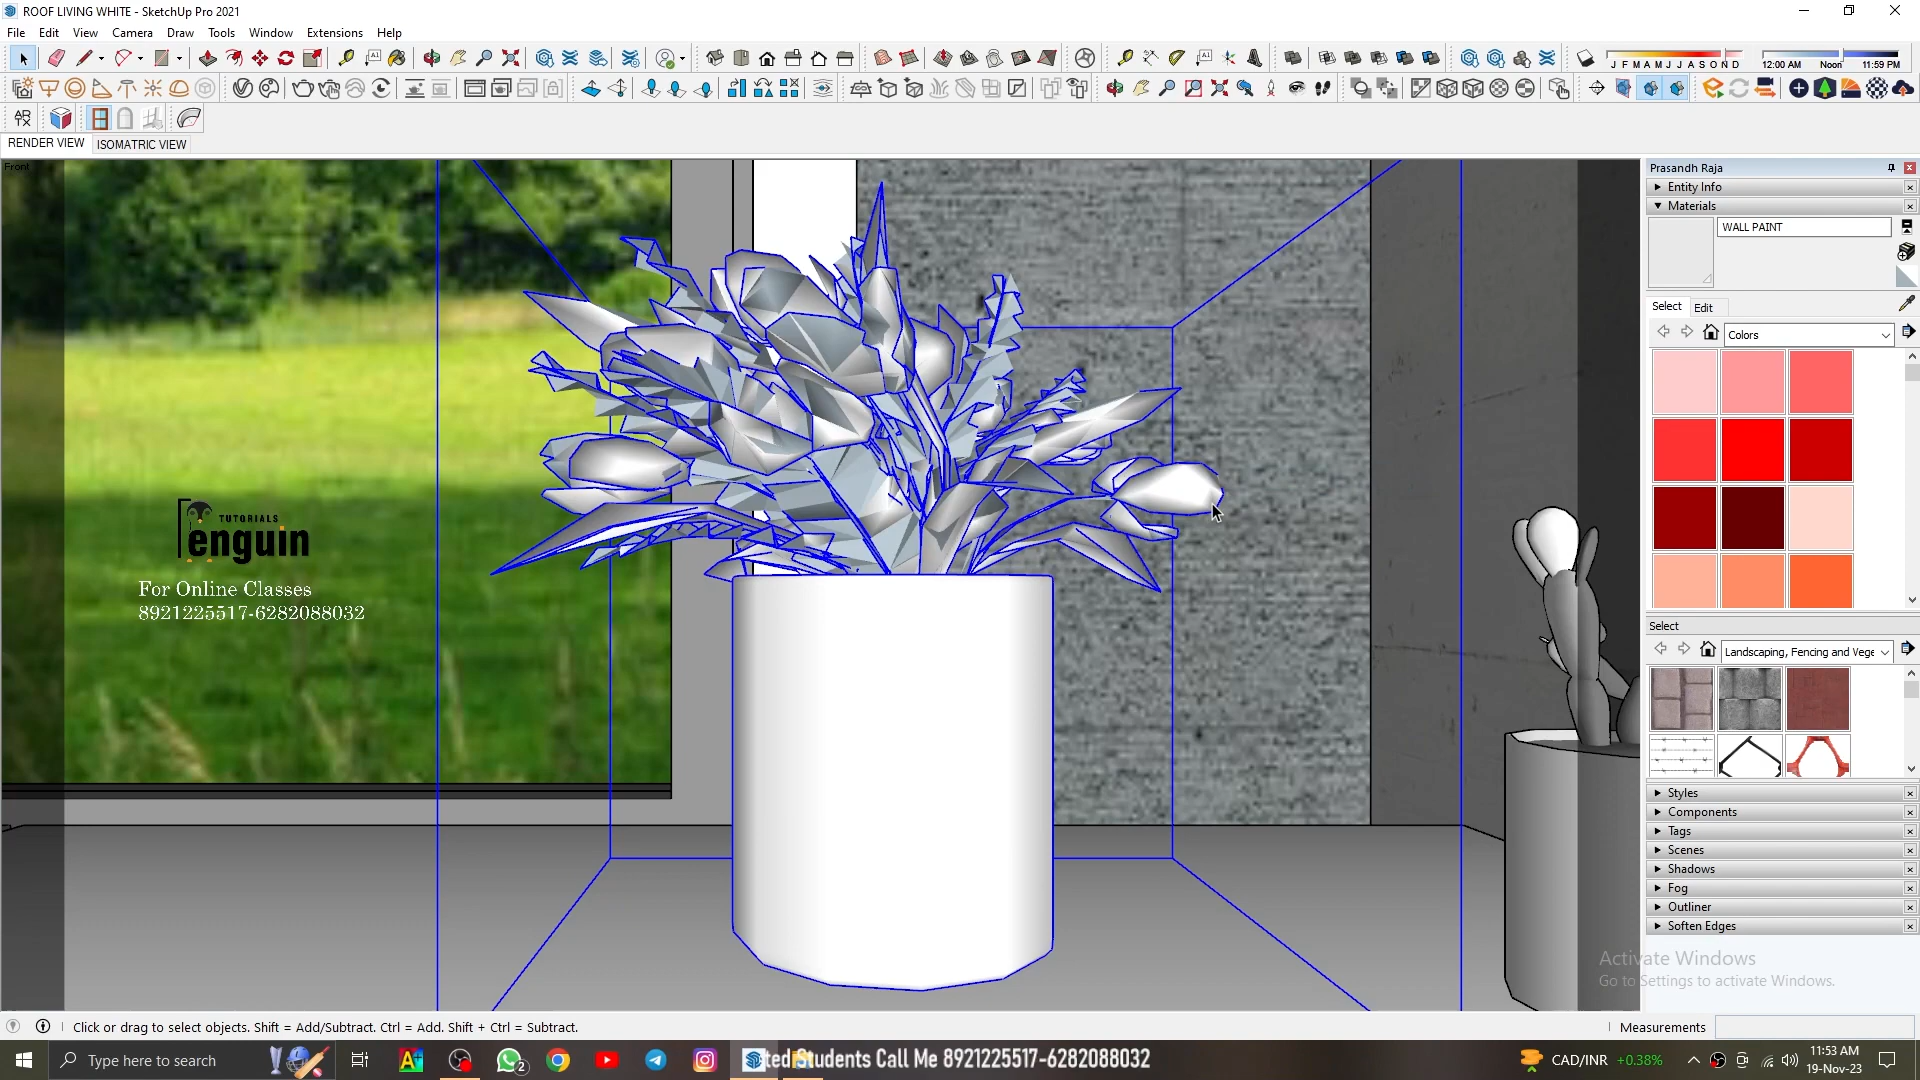 ROOF LIVING WHITE - SketchUp Pro 2021
File Edit View Camera Draw Tools Window Extensions Help
J F M A M J J A S O N D 12:00 AM Noon 11:59 PM
RENDER VIEW ISOMATRIC VIEW
Front
TUTORIALS
enguin
For Online Classes
8921225517-6282088032
Prasandh Raja
Entity Info
Materials
WALL PAINT
Select Edit
Colors
Select
Landscaping, Fencing and Vege
Styles
Components
Tags
Scenes
Shadows
Fog
Outliner
Soften Edges
Activate Windows
Go to Settings to activate Windows.
Click or drag to select objects. Shift = Add/Subtract. Ctrl = Add. Shift + Ctrl = Subtract.
Measurements
Type here to search
2
ted Students Call Me 8921225517-6282088032
CAD/INR +0.38%
11:53 AM
19-Nov-23